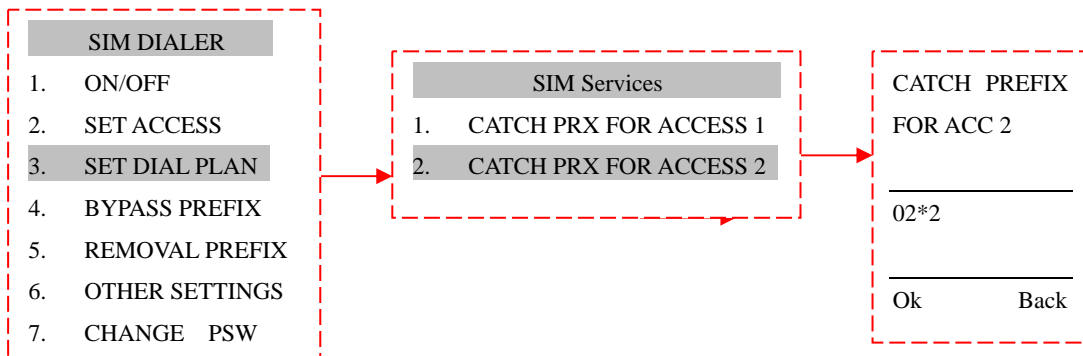 SIM DIALER
1. ON/OFF
2. SET ACCESS
3. SET DIAL PLAN
4. BYPASS PREFIX
5. REMOVAL PREFIX
6. OTHER SETTINGS
7. CHANGE PSW
SIM Services
1. CATCH PRX FOR ACCESS 1
2. CATCH PRX FOR ACCESS 2
CATCH PREFIX
FOR ACC 2
02*2
Ok Back